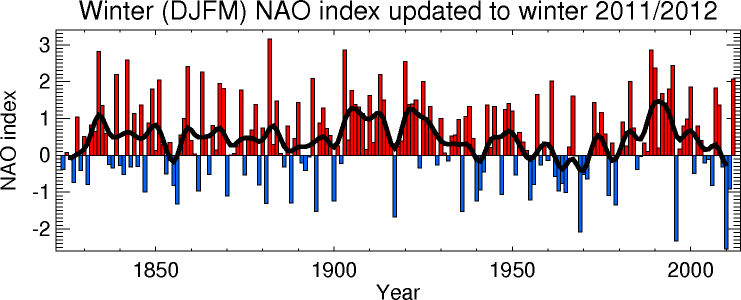 Winter (DJFM) NAO index updated to winter 2011/2012
NAO index
3
2
1
0
-1
-2
1850 1900 1950 2000
Year